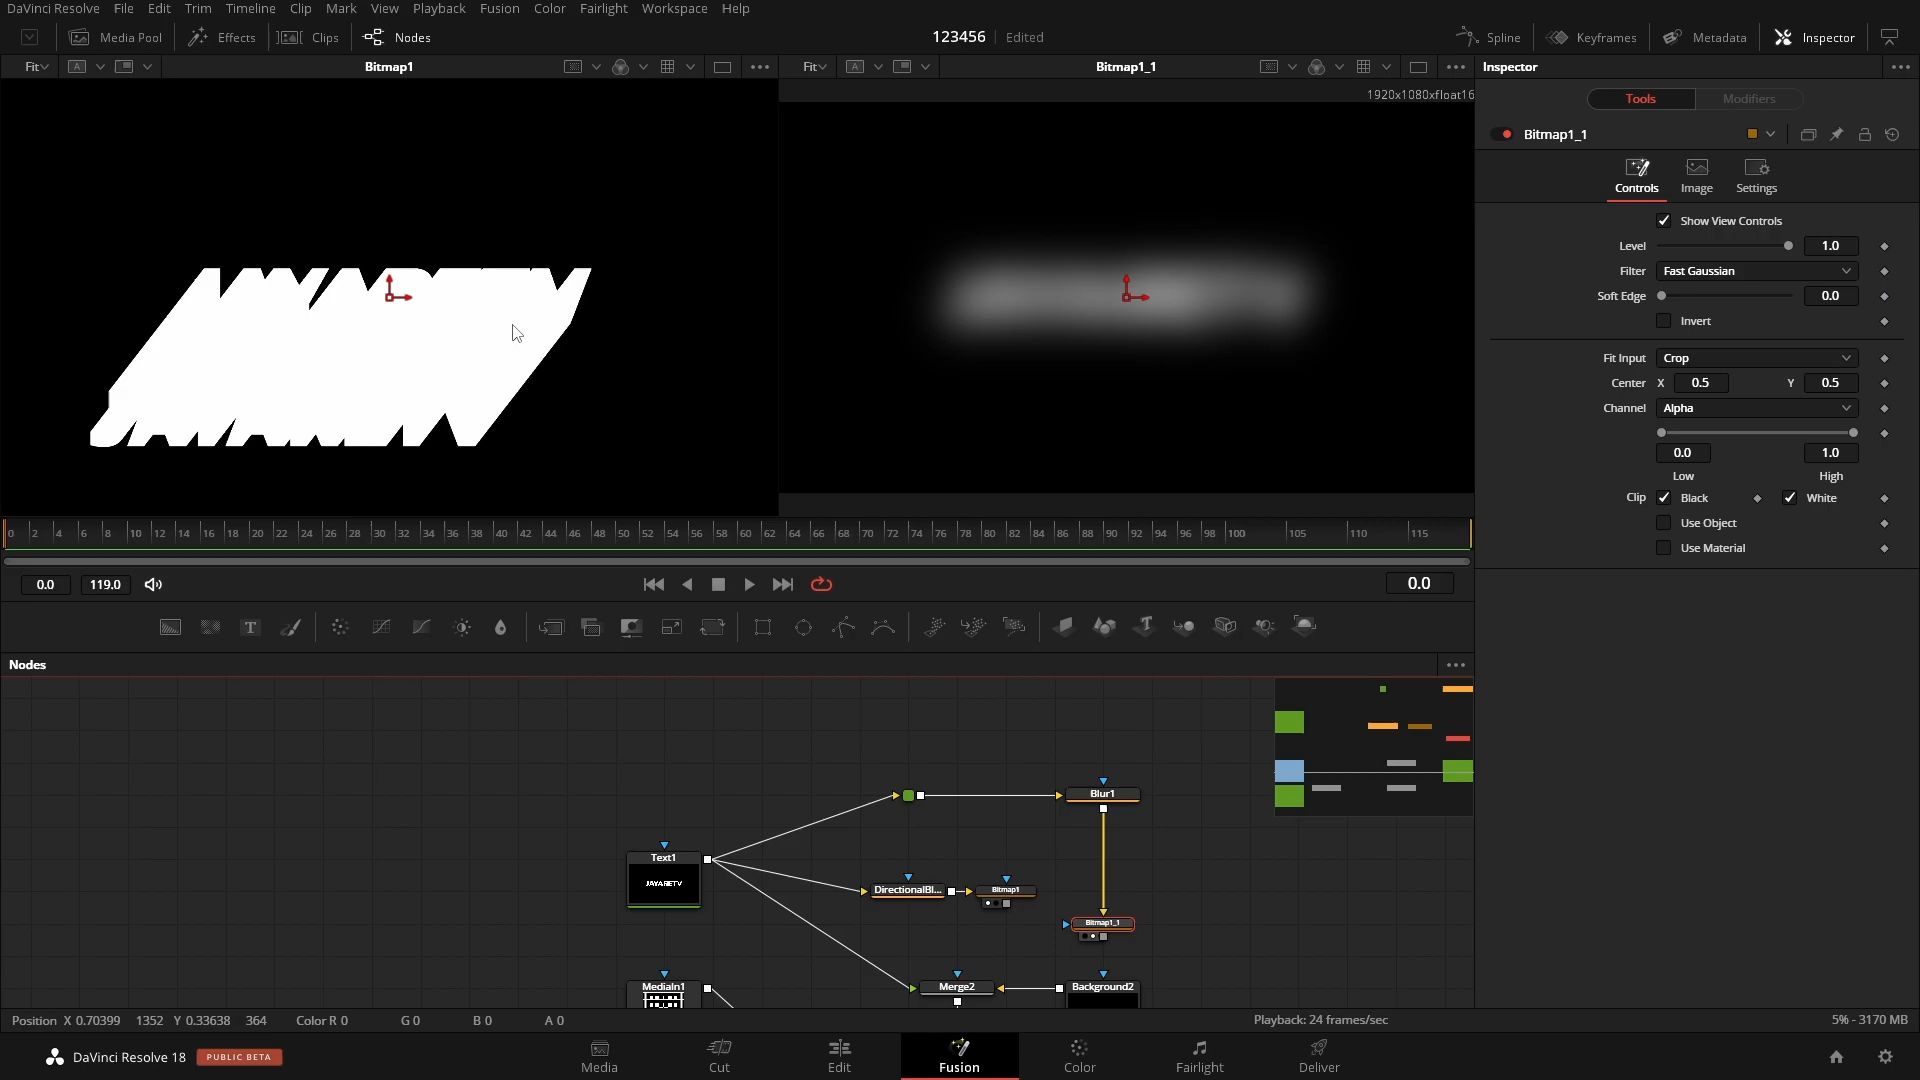 DaVinci Resolve File Edit Trim Timeline Clip Mark View Playback Fusion Color Fairlight Workspace Help
Media Pool Effects Clips Nodes 123456 Edited Spline Keyframes Metadata Inspector
Fit A Bitmap1 Fit A Bitmap1_1 Inspector
1920x1080xfloat16
Tools Modifiers
Bitmap1_1
Controls Image Settings
Show View Controls
Level 1.0
Filter Fast Gaussian
Soft Edge 0.0
Invert
Fit Input Crop
Center X 0.5 Y 0.5
Channel Alpha
0.0 1.0
Low High
Clip Black White
Use Object
Use Material
0 2 4 6 8 10 12 14 16 18 20 22 24 26 28 30 32 34 36 38 40 42 44 46 48 50 52 54 56 58 60 62 64 66 68 70 72 74 76 78 80 82 84 86 88 90 92 94 96 98 100 105 110 115
0.0 119.0 0.0
T T
Nodes
Blur1
Text1
JAYARETV
DirectionalBl... Bitmap1
Bitmap1_1
MediaIn1 Merge2 Background2
Position X 0.70399 1352 Y 0.33638 364 Color R 0 G 0 B 0 A 0 Playback: 24 frames/sec 5% - 3170 MB
DaVinci Resolve 18 PUBLIC BETA Media Cut Edit Fusion Color Fairlight Deliver